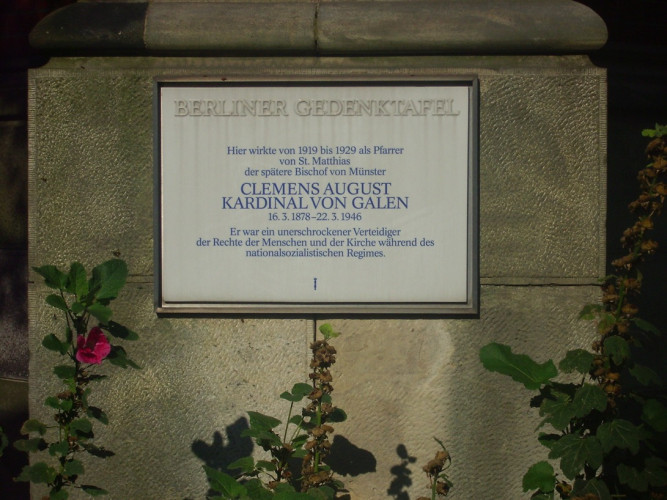 BERLINER GEDENKTAFEL
Hier wirkte von 1919 bis 1929 als Pfarrer
von St. Matthias
der spätere Bischof von Münster
CLEMENS AUGUST
KARDINAL VON GALEN
16. 3. 1878–22. 3. 1946
Er war ein unerschrockener Verteidiger
der Rechte der Menschen und der Kirche während des
nationalsozialistischen Regimes.